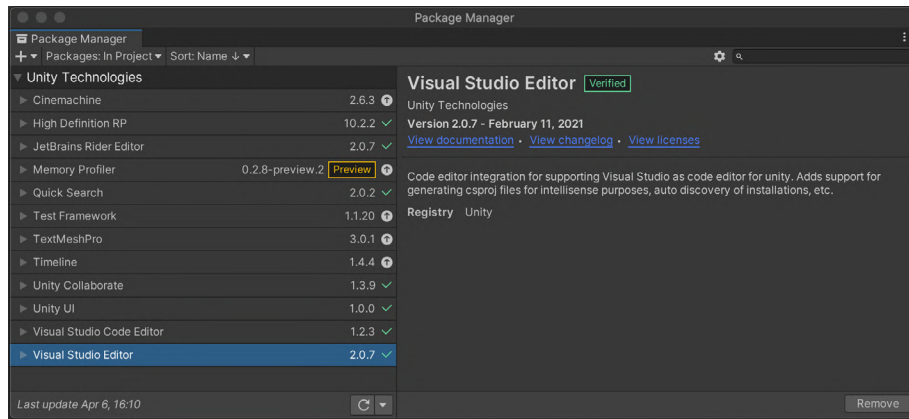 Package Manager
Package Manager
Packages: In Project Sort: Name ↓
Unity Technologies
Cinemachine 2.6.3
High Definition RP 10.2.2
JetBrains Rider Editor 2.0.7
Memory Profiler 0.2.8-preview.2 Preview
Quick Search 2.0.2
Test Framework 1.1.20
TextMeshPro 3.0.1
Timeline 1.4.4
Unity Collaborate 1.3.9
Unity UI 1.0.0
Visual Studio Code Editor 1.2.3
Visual Studio Editor 2.0.7
Last update Apr 6, 16:10
Visual Studio Editor Verified
Unity Technologies
Version 2.0.7 - February 11, 2021
View documentation • View changelog • View licenses
Code editor integration for supporting Visual Studio as code editor for unity. Adds support for
generating csproj files for intellisense purposes, auto discovery of installations, etc.
Registry Unity
Remove